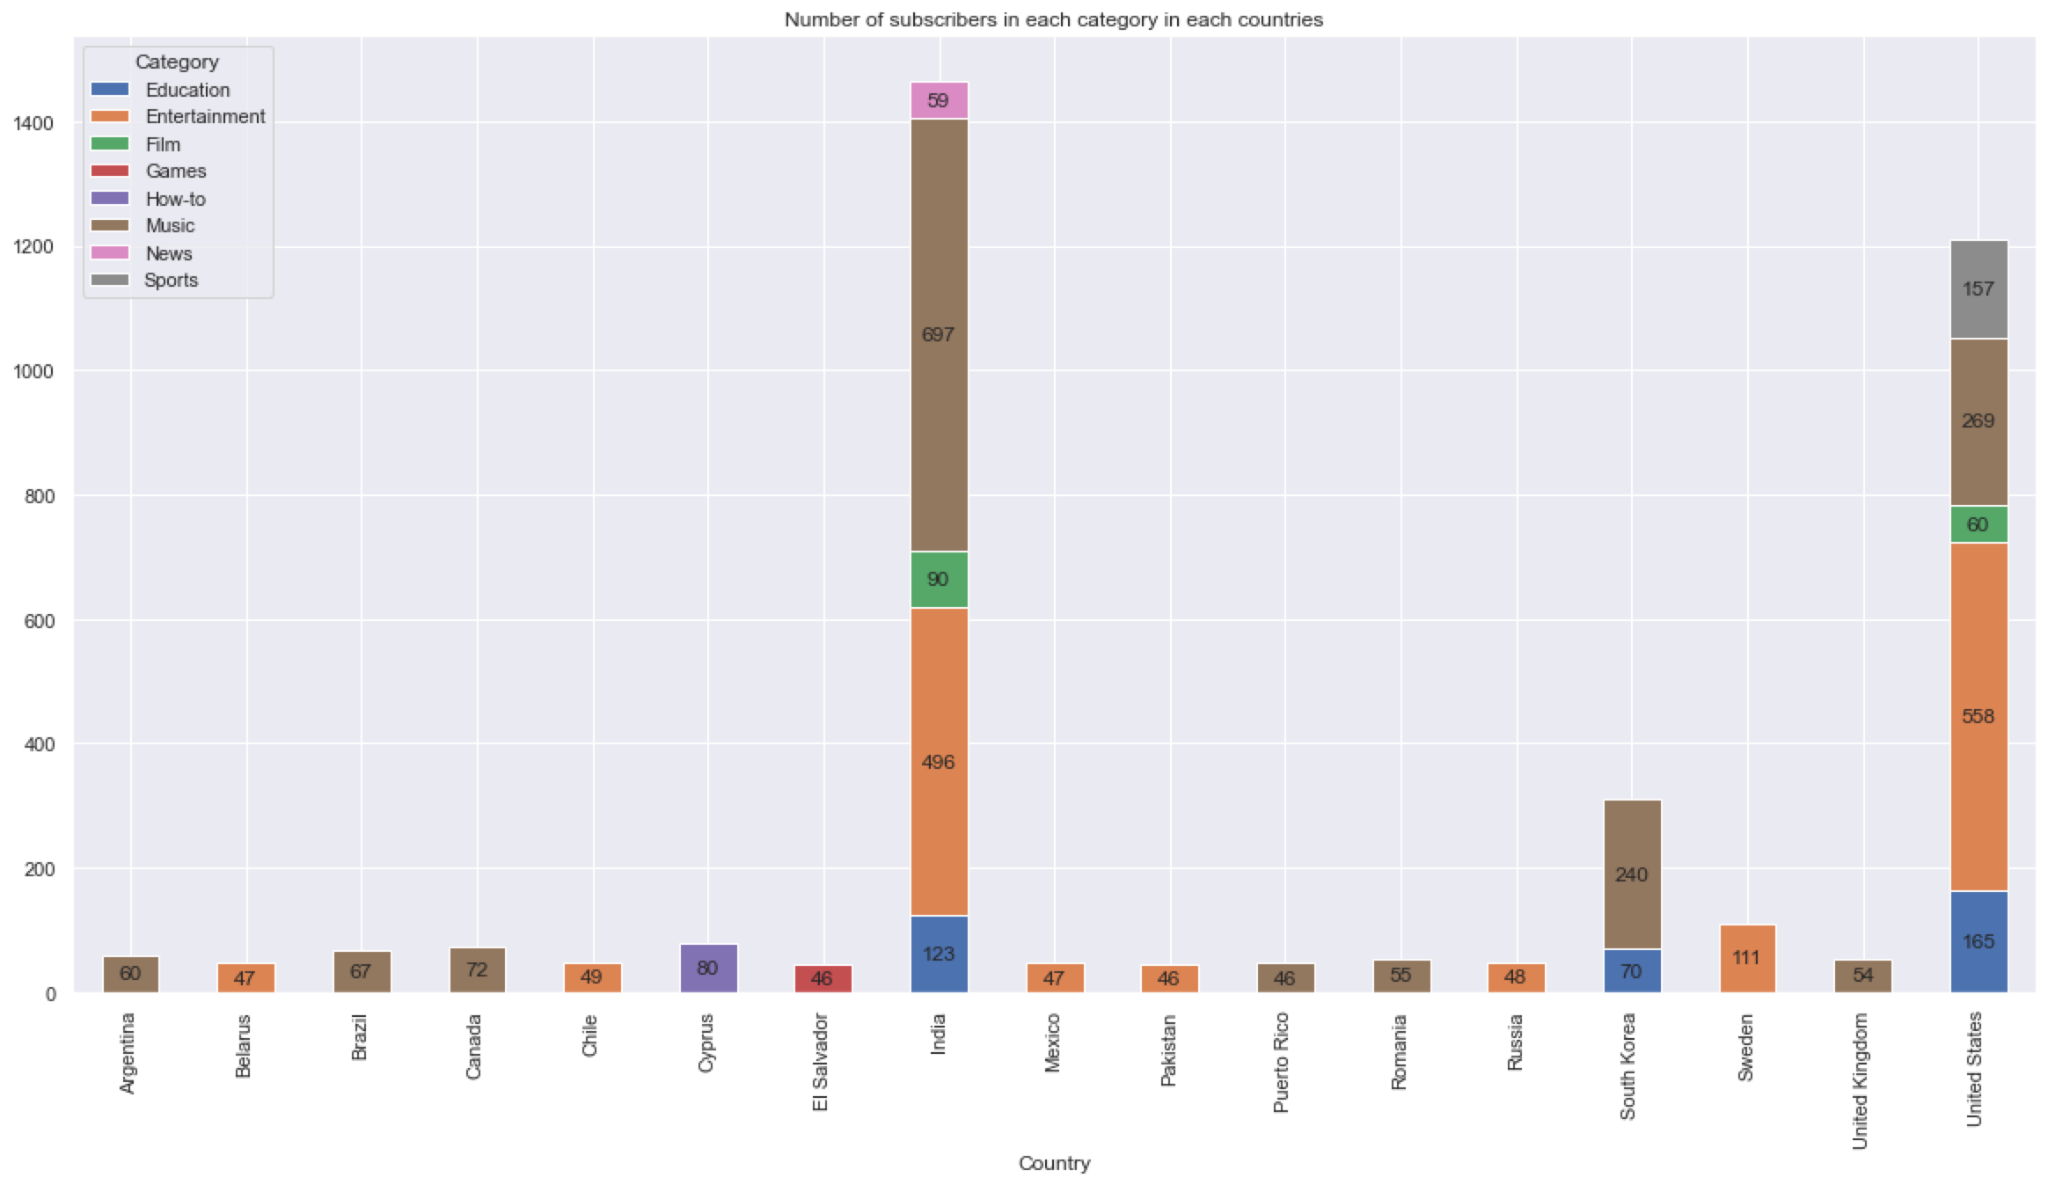 Number of subscribers in each category in each countries
Category
Education
Entertainment
Film
Games
How-to
Music
News
Sports
1400
1200
1000
800
600
400
200
0
60
47
67
72
49
80
46
59
697
90
496
123
47
46
46
55
48
240
70
111
54
157
269
60
558
165
Argentina
Belarus
Brazil
Canada
Chile
Cyprus
El Salvador
India
Mexico
Pakistan
Puerto Rico
Romania
Russia
South Korea
Sweden
United Kingdom
United States
Country